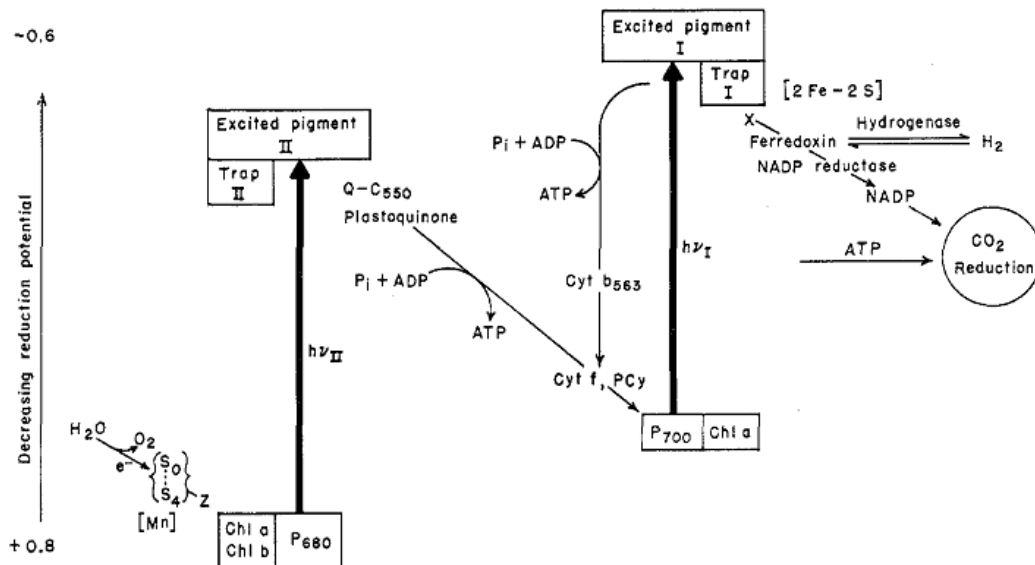 −0.6
Decreasing reduction potential
+0.8
H₂O
O₂
e⁻
S₀
S₄
Z
[Mn]
Chl a
Chl b
P₆₈₀
hνII
Excited pigment
II
Trap
II
Q-C₅₅₀
Plastoquinone
Pi + ADP
ATP
Cyt f, PCy
P₇₀₀
Chl a
hνI
Excited pigment
I
Trap
I
Pi + ADP
ATP
Cyt b₅₆₃
[2 Fe-2 S]
X
Ferredoxin
Hydrogenase
H₂
NADP reductase
NADP
ATP
CO₂
Reduction